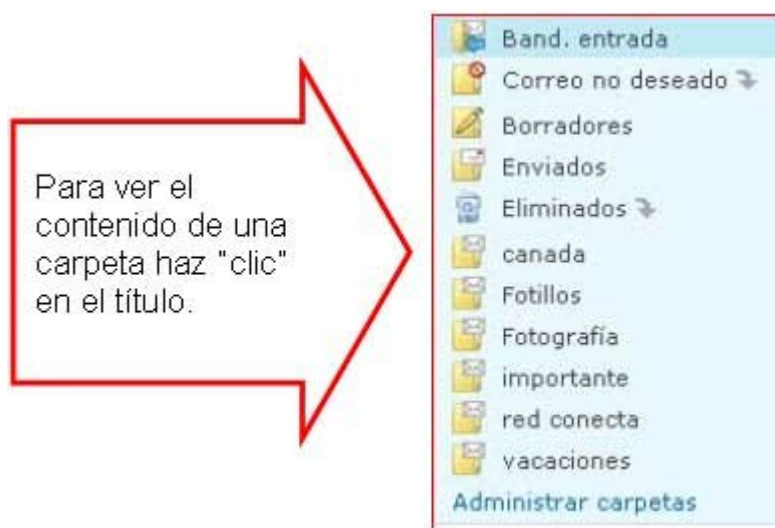 Para ver el
contenido de una
carpeta haz "clic"
en el título.
Band. entrada
Correo no deseado
Borradores
Enviados
Eliminados
canada
Fotillos
Fotografía
importante
red conecta
vacaciones
Administrar carpetas